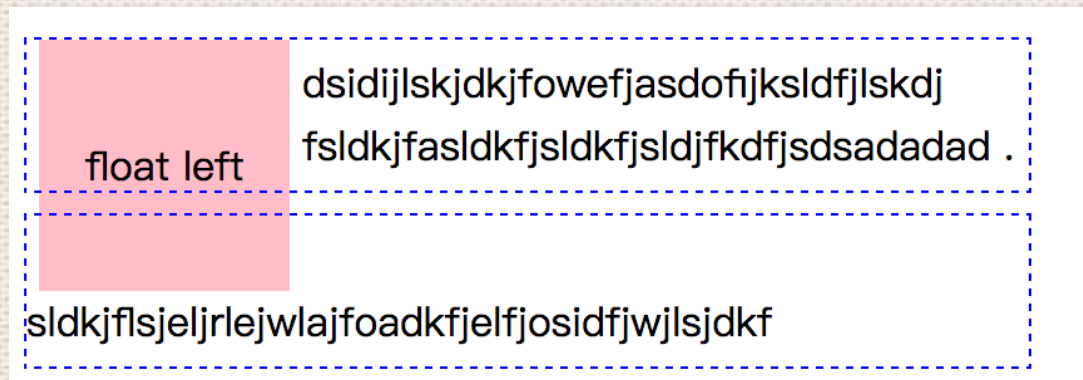 float left
dsidijlskjdkjfowefjasdofijksldfjlskdj
fsldkjfasldkfjsldkfjsldjfkdfjsdsadadad .
sldkjflsjeljrlejwlajfoadkfjelfjosidfjwjlsjdkf